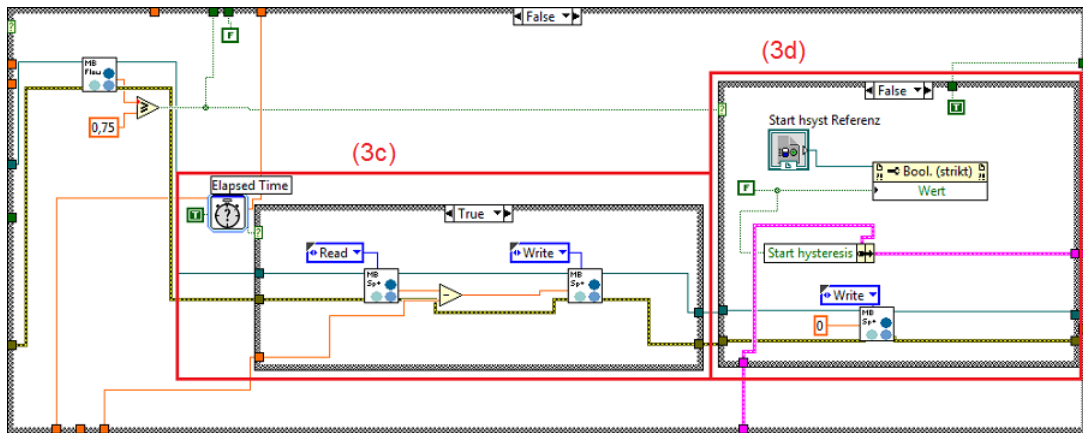 False
F
MB
Flow
0,75
(3c)
Elapsed Time
T
?
True
Read
MB
Sp+
Write
MB
Sp+
(3d)
False
T
Start hsyst Referenz
Bool. (strikt)
Wert
F
Start hysteresis
Write
MB
Sp+
0